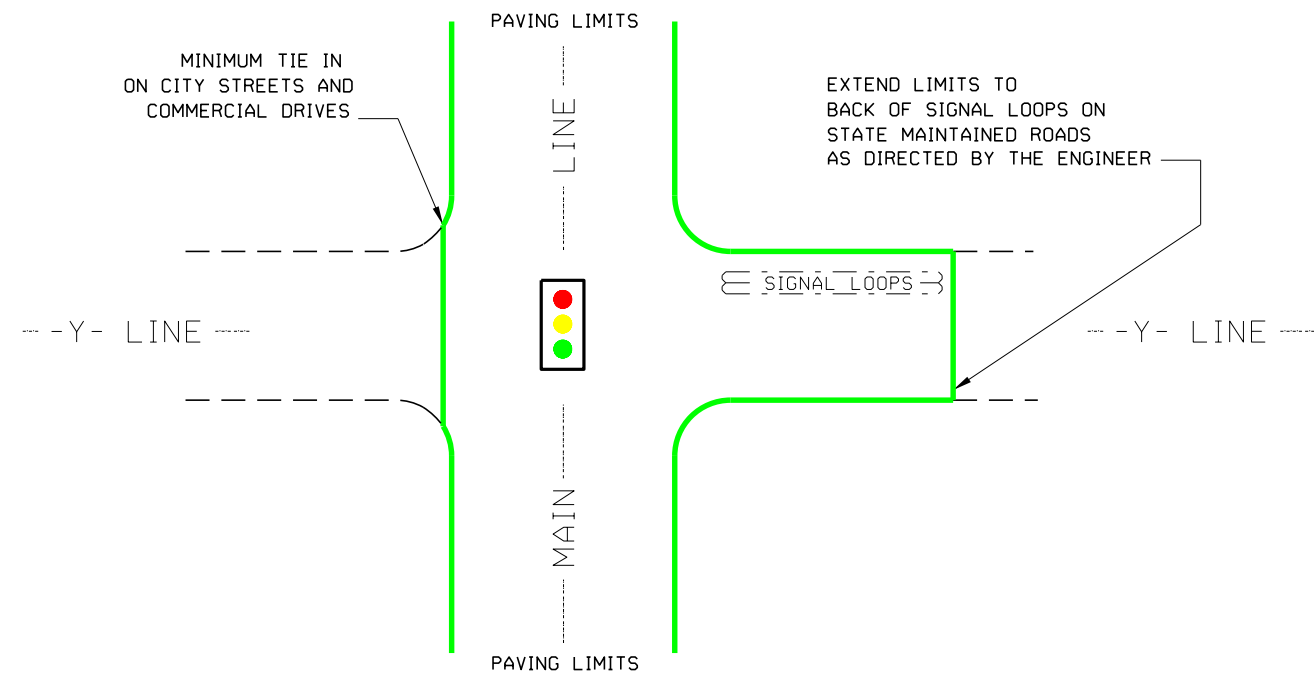 PAVING LIMITS
MINIMUM TIE IN
ON CITY STREETS AND
COMMERCIAL DRIVES
EXTEND LIMITS TO
BACK OF SIGNAL LOOPS ON
STATE MAINTAINED ROADS
AS DIRECTED BY THE ENGINEER
LINE
SIGNAL LOOPS
-Y- LINE
-Y- LINE
MAIN
PAVING LIMITS